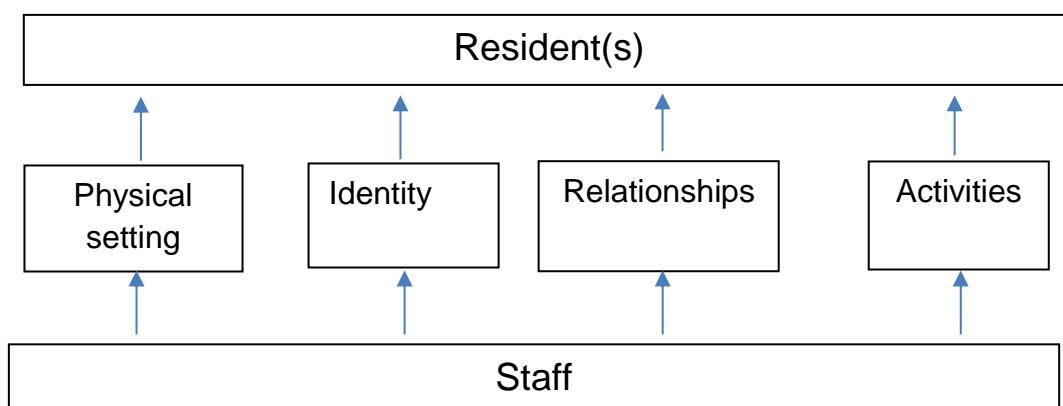 Resident(s)
Physical
setting
Identity
Relationships
Activities
Staff